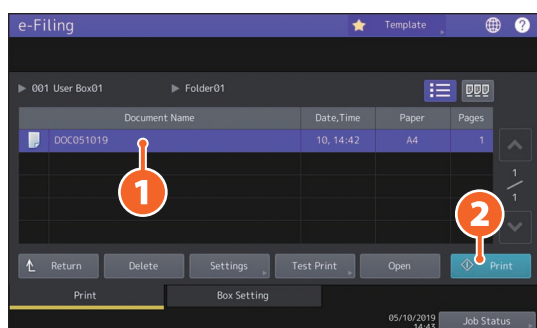 e-Filing
Template
?
001 User Box01
Folder01
Document Name
Date,Time
Paper
Pages
DOC051019
10, 14:42
A4
1
1
1
1
2
Return
Delete
Settings
Test Print
Open
Print
Print
Box Setting
05/10/2019
14:43
Job Status